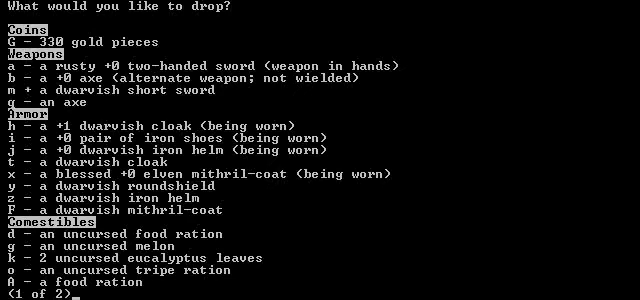 What would you like to drop?
Coins
G - 330 gold pieces
Weapons
a - a rusty +0 two-handed sword (weapon in hands)
b - a +0 axe (alternate weapon; not wielded)
m + a dwarvish short sword
q - an axe
Armor
h - a +1 dwarvish cloak (being worn)
i - a +0 pair of iron shoes (being worn)
j - a +0 dwarvish iron helm (being worn)
t - a dwarvish cloak
x - a blessed +0 elven mithril-coat (being worn)
y - a dwarvish roundshield
z - a dwarvish iron helm
F - a dwarvish mithril-coat
Comestibles
d - an uncursed food ration
g - an uncursed melon
k - 2 uncursed eucalyptus leaves
o - an uncursed tripe ration
A - a food ration
(1 of 2)